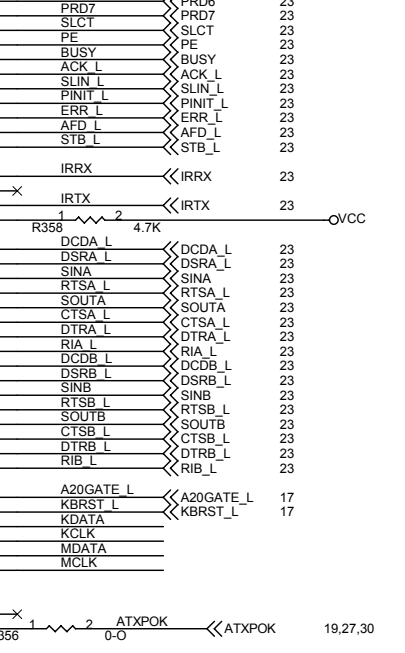 PRD6 23
PRD7 PRD7 23
SLCT SLCT 23
PE PE 23
BUSY BUSY 23
ACK_L ACK_L 23
SLIN_L SLIN_L 23
PINIT_L PINIT_L 23
ERR_L ERR_L 23
AFD_L AFD_L 23
STB_L STB_L 23
IRRX IRRX 23
IRTX IRTX 23
1 2 VCC
R358 4.7K
DCDA_L DCDA_L 23
DSRA_L DSRA_L 23
SINA SINA 23
RTSA_L RTSA_L 23
SOUTA SOUTA 23
CTSA_L CTSA_L 23
DTRA_L DTRA_L 23
RIA_L RIA_L 23
DCDB_L DCDB_L 23
DSRB_L DSRB_L 23
SINB SINB 23
RTSB_L RTSB_L 23
SOUTB SOUTB 23
CTSB_L CTSB_L 23
DTRB_L DTRB_L 23
RIB_L RIB_L 23
A20GATE_L A20GATE_L 17
KBRST_L KBRST_L 17
KDATA
KCLK
MDATA
MCLK
1 2 ATXPOK ATXPOK 19,27,30
356 0-O